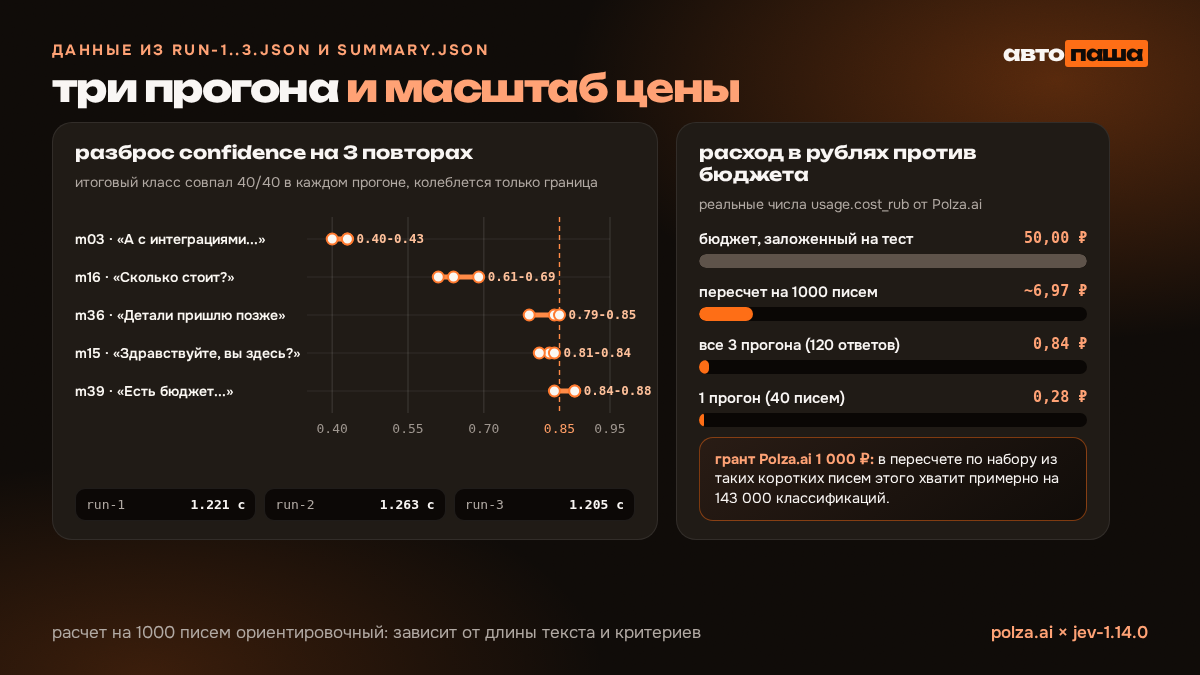 ДАННЫЕ ИЗ RUN-1..3.JSON И SUMMARY.JSON
автопаша
три прогона и масштаб цены
разброс confidence на 3 повторах
итоговый класс совпал 40/40 в каждом прогоне, колеблется только граница
m03 · «А с интеграциями...» 0.40-0.43
m16 · «Сколько стоит?» 0.61-0.69
m36 · «Детали пришлю позже» 0.79-0.85
m15 · «Здравствуйте, вы здесь?» 0.81-0.84
m39 · «Есть бюджет...» 0.84-0.88
0.40 0.55 0.70 0.85 0.95
run-1 1.221 с run-2 1.263 с run-3 1.205 с
расход в рублях против
бюджета
реальные числа usage.cost_rub от Polza.ai
бюджет, заложенный на тест 50,00 ₽
пересчет на 1000 писем ~6,97 ₽
все 3 прогона (120 ответов) 0,84 ₽
1 прогон (40 писем) 0,28 ₽
грант Polza.ai 1 000 ₽: в пересчете по набору из
таких коротких писем этого хватит примерно на
143 000 классификаций.
расчет на 1000 писем ориентировочный: зависит от длины текста и критериев
polza.ai × jev-1.14.0